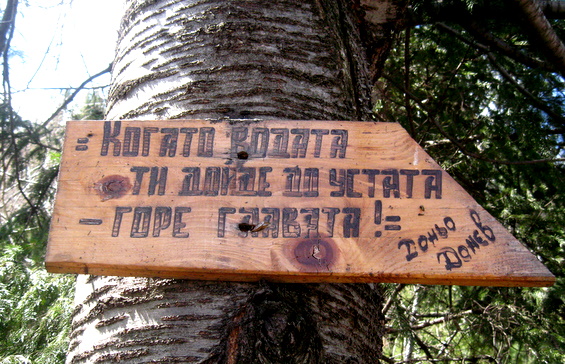 = КОГАТО ВОДАТА
ТИ ДОЙДЕ ДО УСТАТА
– ГОРЕ ГЛАВАТА! =
Доньо
Донев